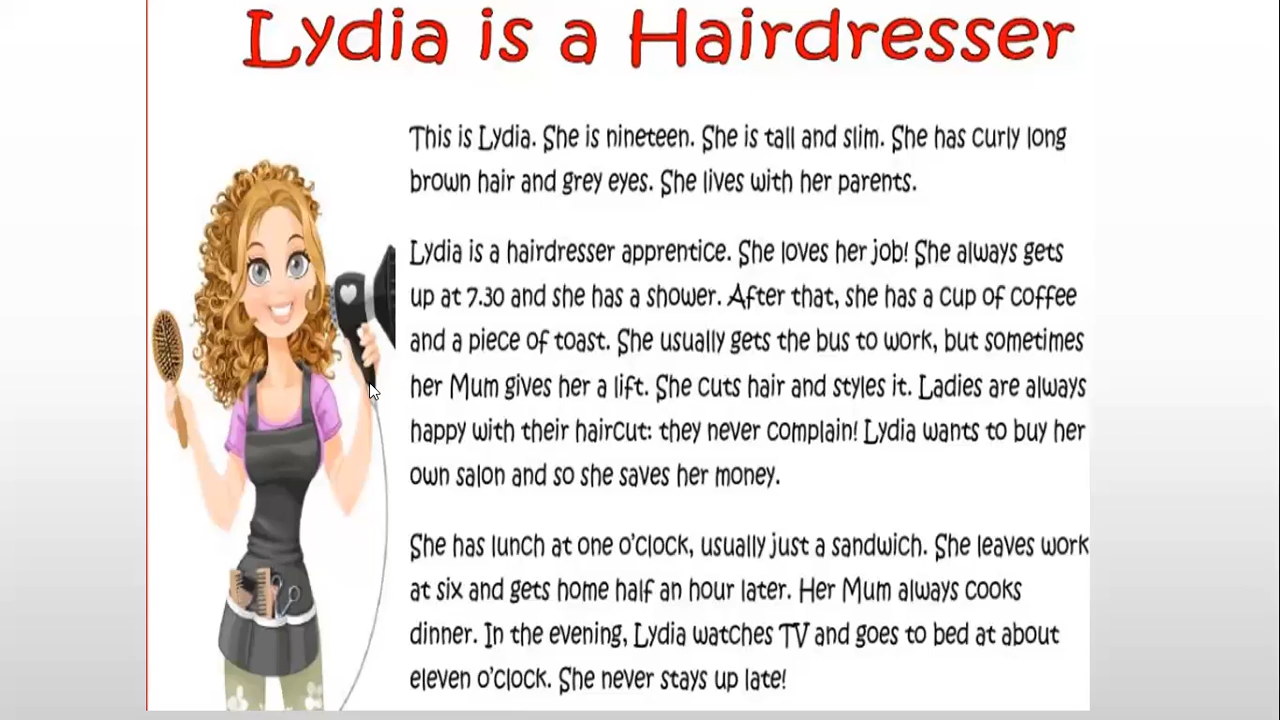 Lydia is a Hairdresser
This is Lydia. She is nineteen. She is tall and slim. She has curly long
brown hair and grey eyes. She lives with her parents.
Lydia is a hairdresser apprentice. She loves her job! She always gets
up at 7.30 and she has a shower. After that, she has a cup of coffee
and a piece of toast. She usually gets the bus to work, but sometimes
her Mum gives her a lift. She cuts hair and styles it. Ladies are always
happy with their haircut: they never complain! Lydia wants to buy her
own salon and so she saves her money.
She has lunch at one o'clock, usually just a sandwich. She leaves work
at six and gets home half an hour later. Her Mum always cooks
dinner. In the evening, Lydia watches TV and goes to bed at about
eleven o'clock. She never stays up late!